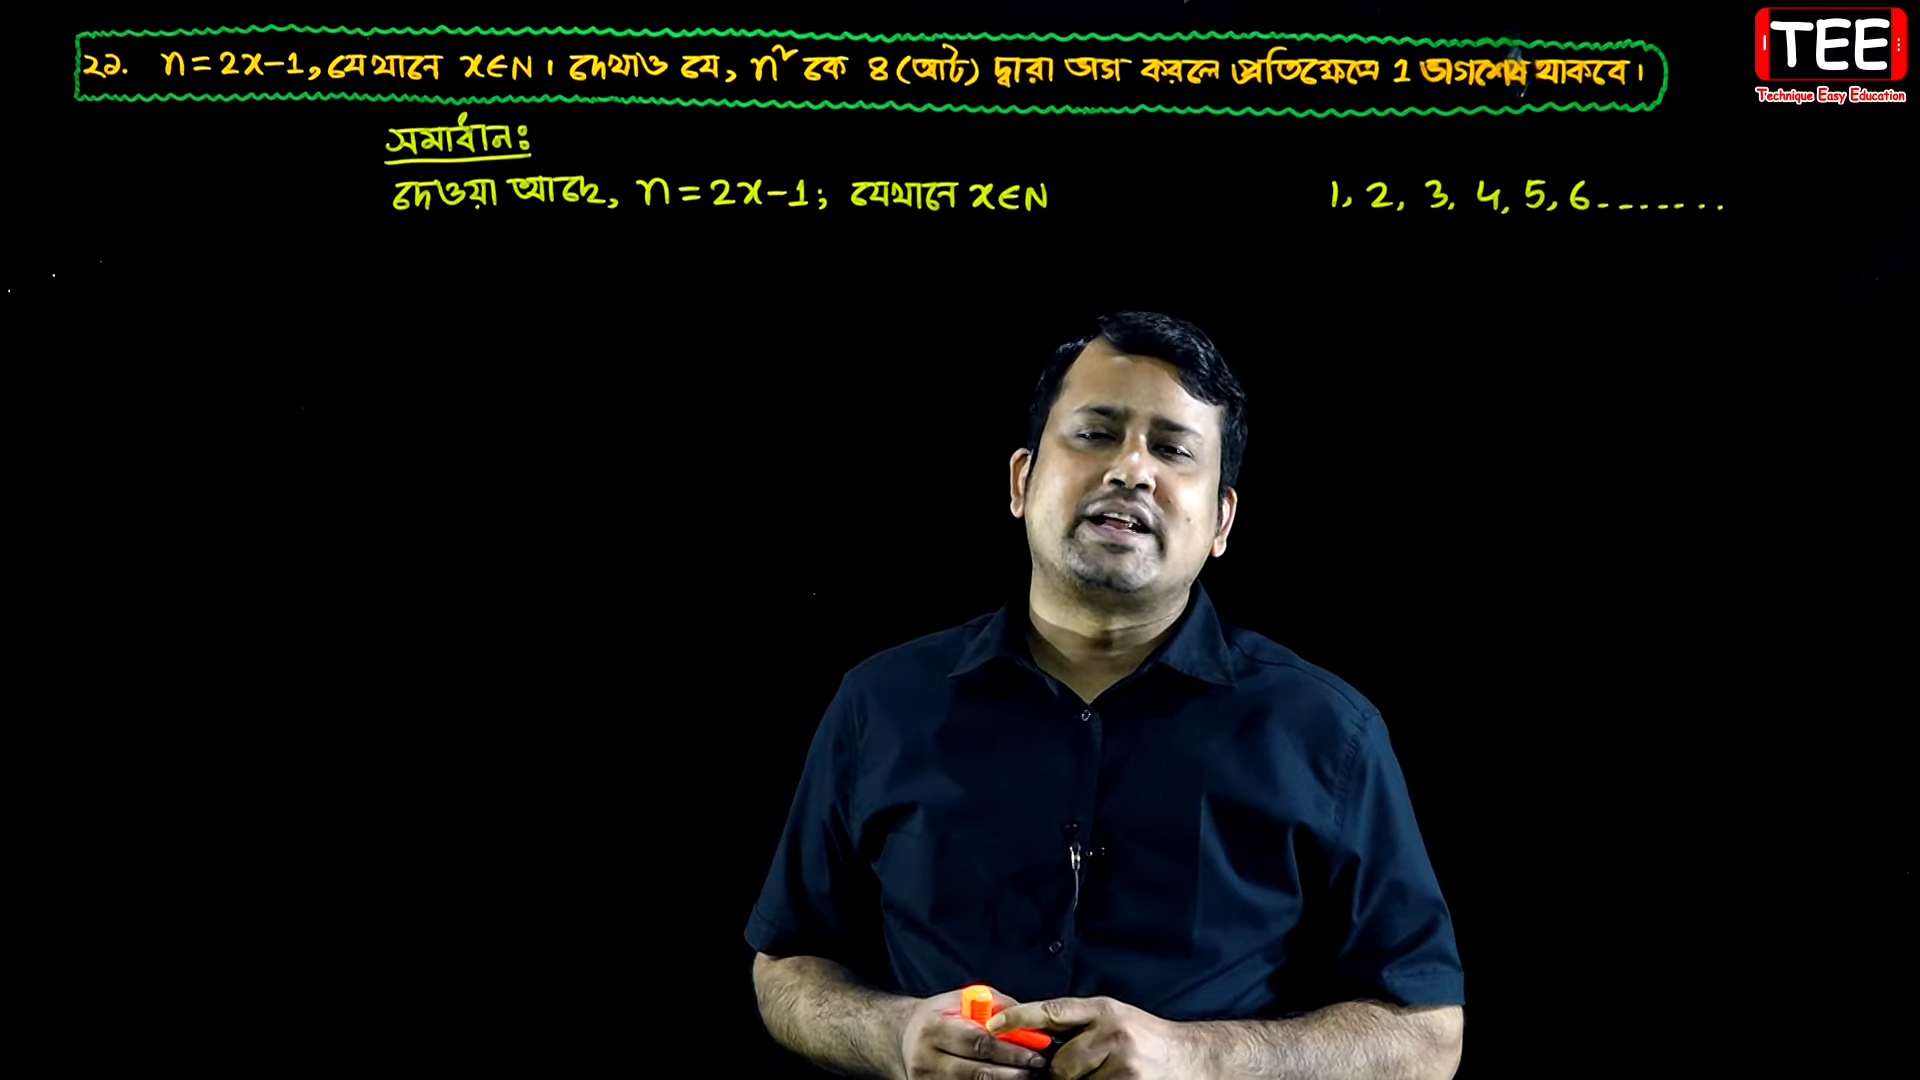 ২১. n=2x-1, যেখানে x∈N। দেখাও যে, n² কে ৪ (আট) দ্বারা ভাগ করলে প্রতিক্ষেত্রে 1 ভাগশেষ থাকবে।
সমাধানঃ
দেওয়া আছে, n=2x-1; যেখানে x∈N
1, 2, 3, 4, 5, 6.......
TEE
Technique Easy Education